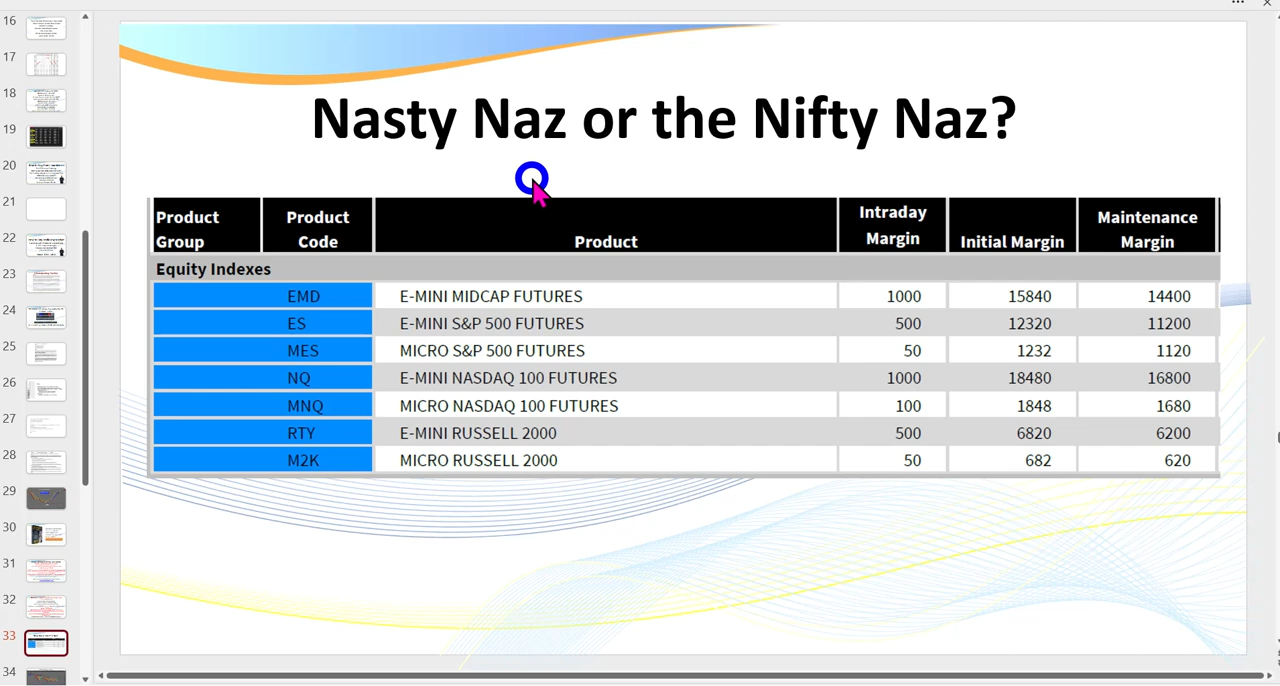 Nasty Naz or the Nifty Naz?
Product Group Product Code Product Intraday Margin Initial Margin Maintenance Margin
Equity Indexes
EMD E-MINI MIDCAP FUTURES 1000 15840 14400
ES E-MINI S&P 500 FUTURES 500 12320 11200
MES MICRO S&P 500 FUTURES 50 1232 1120
NQ E-MINI NASDAQ 100 FUTURES 1000 18480 16800
MNQ MICRO NASDAQ 100 FUTURES 100 1848 1680
RTY E-MINI RUSSELL 2000 500 6820 6200
M2K MICRO RUSSELL 2000 50 682 620
16
17
18
19
20
21
22
23
24
25
26
27
28
29
30
31
32
33
34